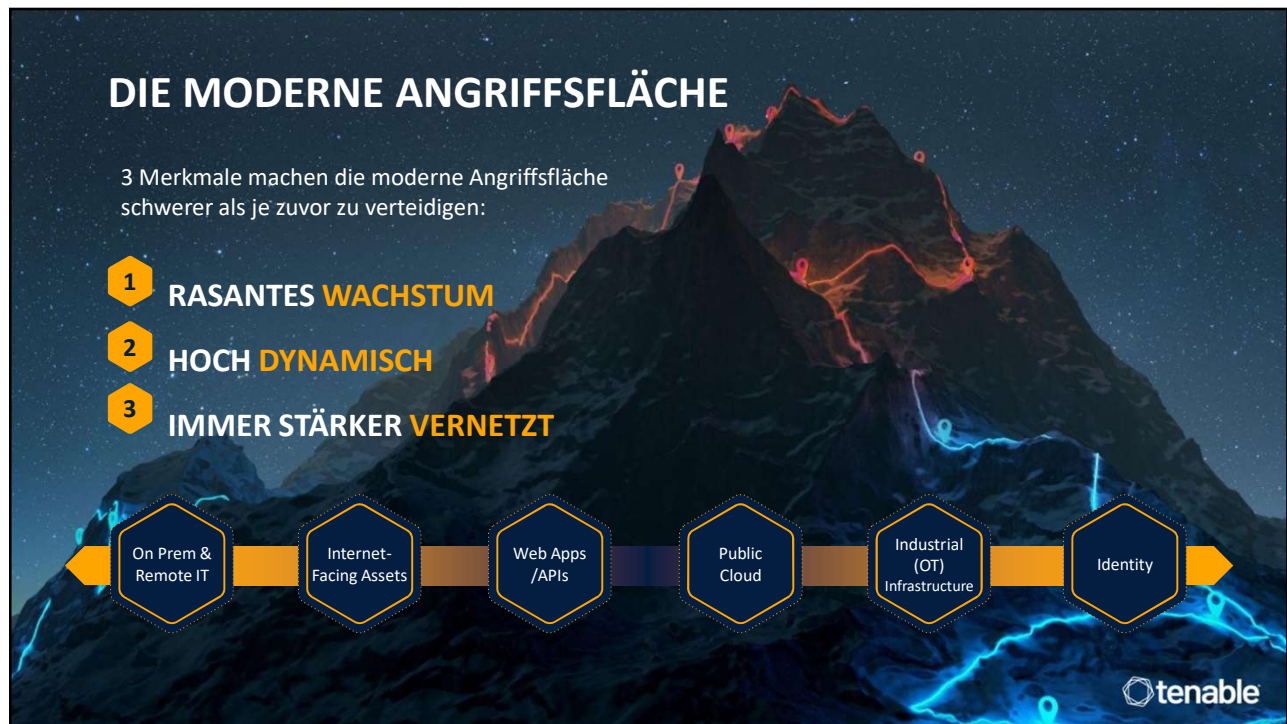 DIE MODERNE ANGRIFFSFLÄCHE
3 Merkmale machen die moderne Angriffsfläche
schwerer als je zuvor zu verteidigen:
1
RASANTES WACHSTUM
2
HOCH DYNAMISCH
3
IMMER STÄRKER VERNETZT
On Prem &
Remote IT
Internet-
Facing Assets
Web Apps
/APIs
Public
Cloud
Industrial
(OT)
Infrastructure
Identity
tenable